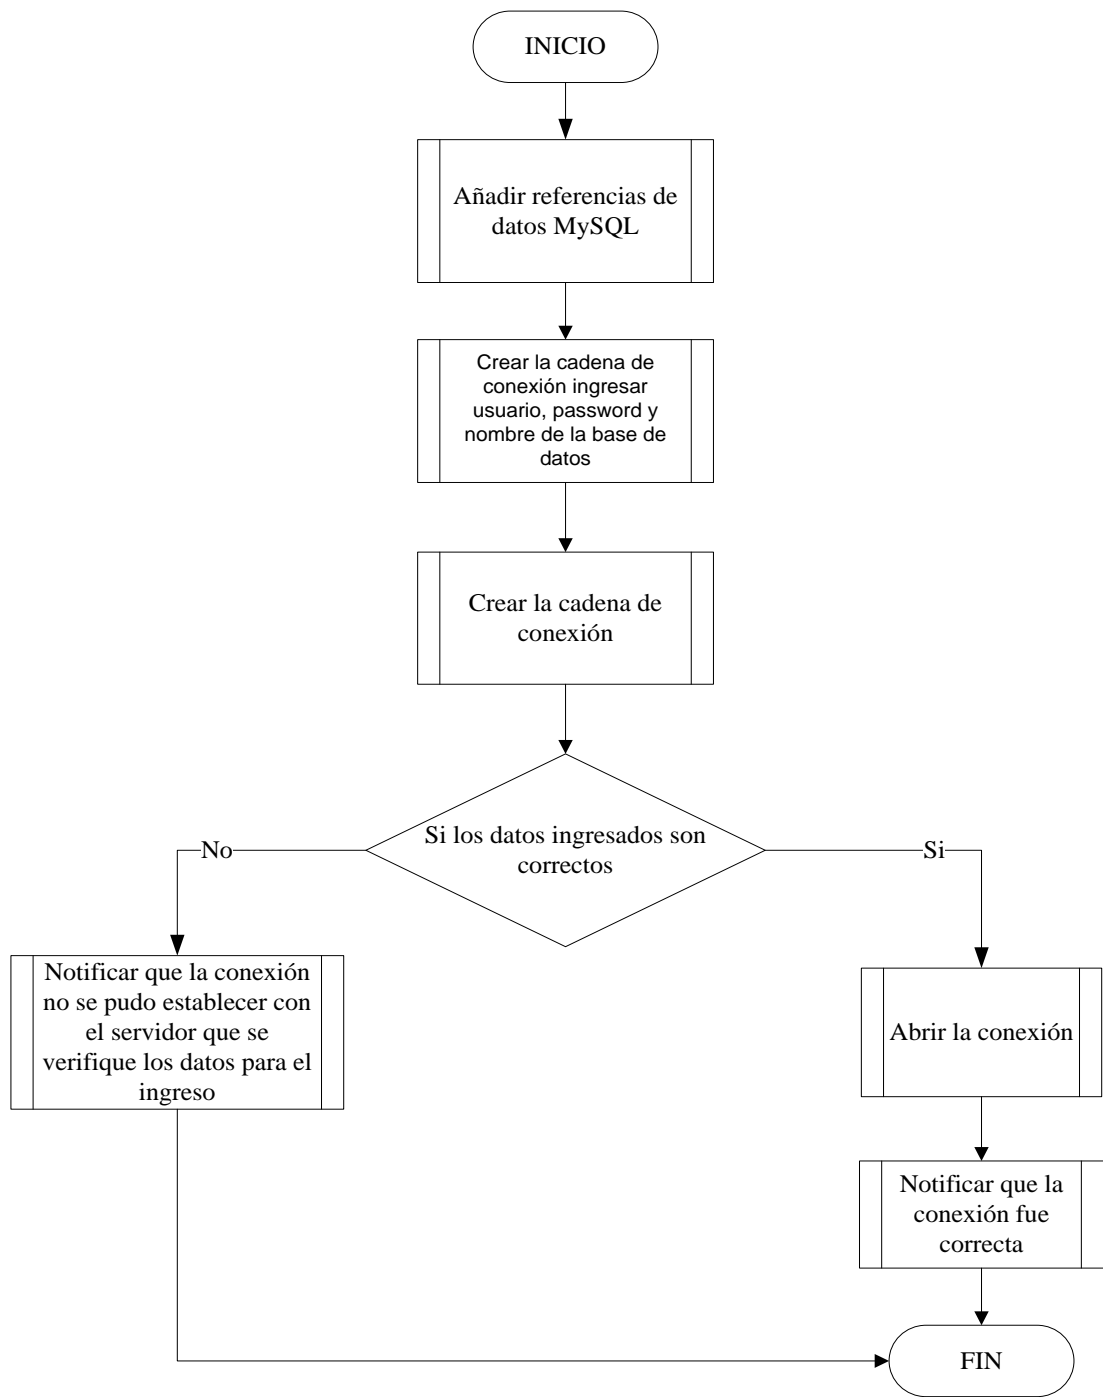 INICIO
Añadir referencias de
datos MySQL
Crear la cadena de
conexión ingresar
usuario, password y
nombre de la base de
datos
Crear la cadena de
conexión
Si los datos ingresados son
correctos
No
Si
Notificar que la conexión
no se pudo establecer con
el servidor que se
verifique los datos para el
ingreso
Abrir la conexión
Notificar que la
conexión fue
correcta
FIN